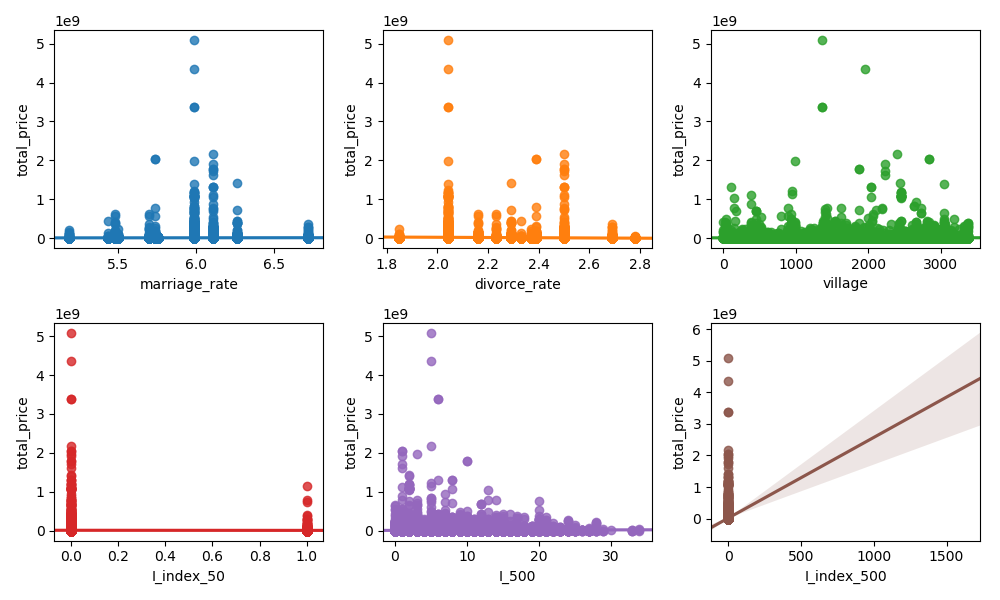 1e9 1e9 1e9
5 5 5
4 4 4
3 3 3
2 2 2
1 1 1
0 0 0
total_price total_price total_price
5.5 6.0 6.5 1.8 2.0 2.2 2.4 2.6 2.8 0 1000 2000 3000
marriage_rate divorce_rate village
1e9 1e9 1e9
6
5 5 5
4 4 4
3 3 3
2 2 2
1 1 1
0 0 0
total_price total_price total_price
0.0 0.2 0.4 0.6 0.8 1.0 0 10 20 30 0 500 1000 1500
I_index_50 I_500 I_index_500